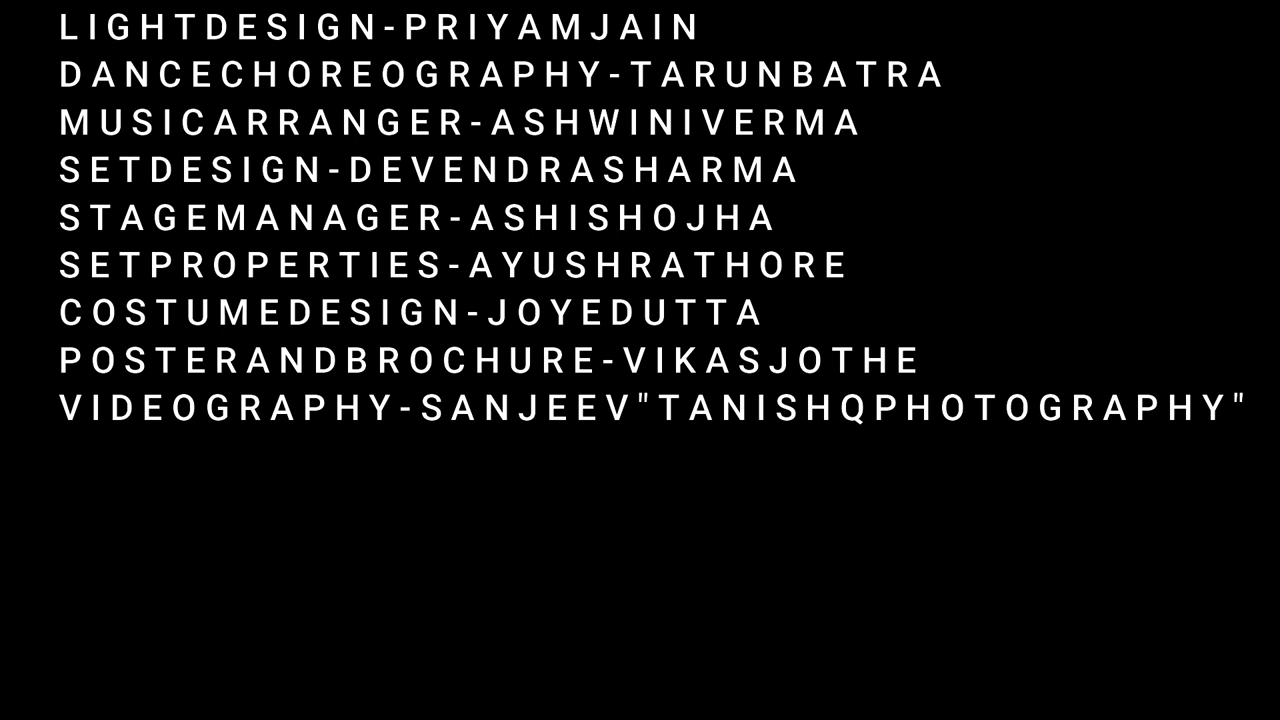 LIGHTDESIGN-PRIYAMJAIN
DANCECHOREOGRAPHY-TARUNBATRA
MUSICARRANGER-ASHWINIVERMA
SETDESIGN-DEVENDRASHARMA
STAGEMANAGER-ASHISHOJHA
SETPROPERTIES-AYUSHRATHORE
COSTUMEDESIGN-JOYEDUTTA
POSTERANDBROCHURE-VIKASJOTHE
VIDEOGRAPHY-SANJEEV"TANISHQPHOTOGRAPHY"